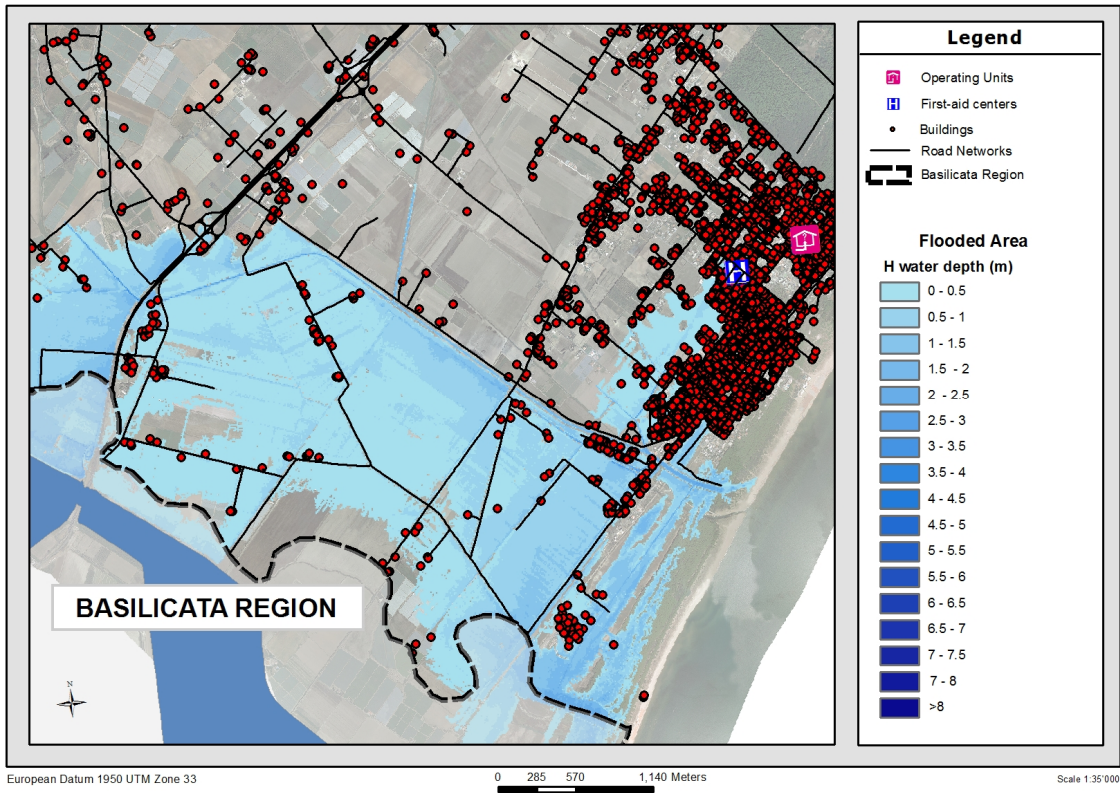 Legend
Operating Units
H First-aid centers
Buildings
Road Networks
Basilicata Region
Flooded Area
H water depth (m)
0 - 0.5
0.5 - 1
1 - 1.5
1.5 - 2
2 - 2.5
2.5 - 3
3 - 3.5
3.5 - 4
4 - 4.5
4.5 - 5
5 - 5.5
5.5 - 6
6 - 6.5
6.5 - 7
7 - 7.5
7 - 8
>8
H
BASILICATA REGION
N
European Datum 1950 UTM Zone 33
0 285 570 1,140 Meters
Scale 1:35'000